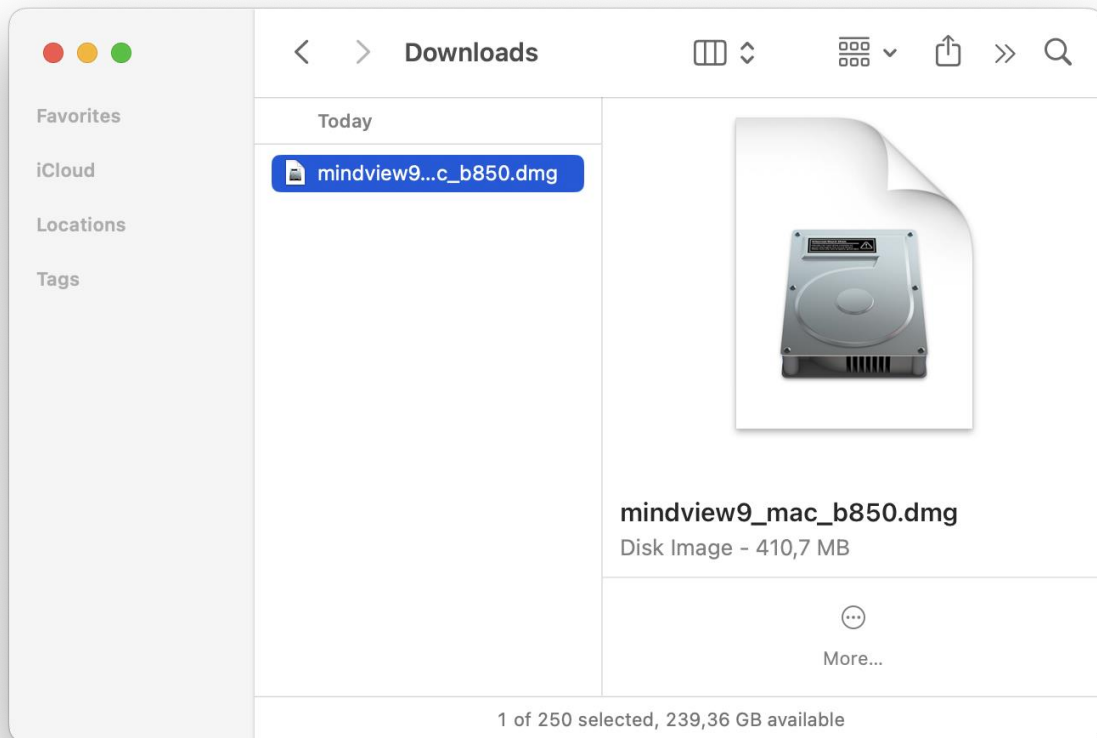 Downloads
Favorites
iCloud
Locations
Tags
Today
mindview9...c_b850.dmg
mindview9_mac_b850.dmg
Disk Image - 410,7 MB
More...
1 of 250 selected, 239,36 GB available